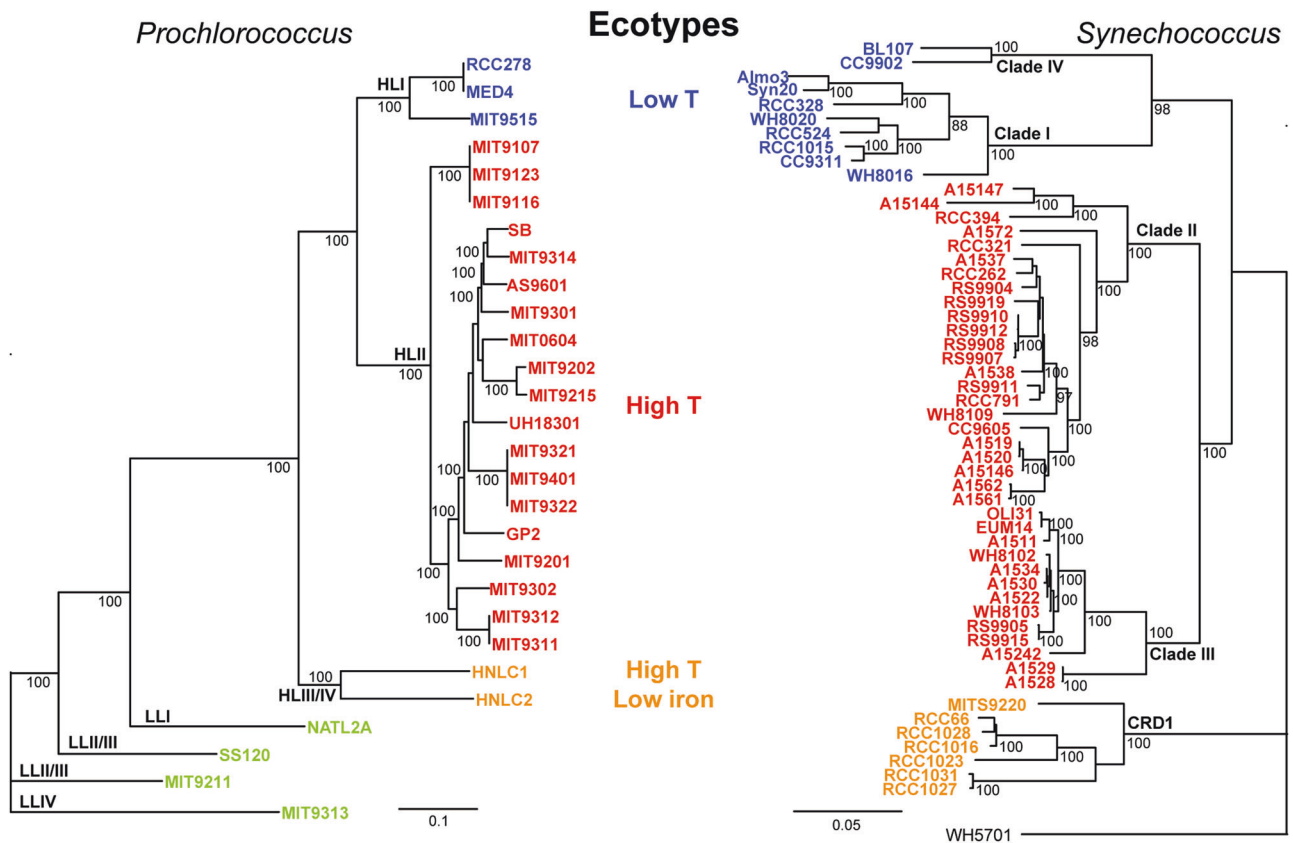 Prochlorococcus
Ecotypes
Synechococcus
RCC278
HLI
100
MED4
100
MIT9515
MIT9107
100
MIT9123
MIT9116
SB
100
100
MIT9314
100
AS9601
100
MIT9301
MIT0604
HLII
100
MIT9202
100
MIT9215
UH18301
MIT9321
100
100
MIT9401
MIT9322
100
GP2
MIT9201
100
MIT9302
MIT9312
100
MIT9311
100
HNLC1
100
HLIII/IV
HNLC2
100
LLI
NATL2A
100
LLII/III
SS120
LLII/III
MIT9211
LLIV
MIT9313
0.1
Low T
High T
High T
Low iron
BL107
100
CC9902
Clade IV
Almo3
Syn20
100
100
RCC328
WH8020
88
Clade I
98
RCC524
RCC1015
100
100
100
CC9311
WH8016
A15147
A15144
100
100
RCC394
A1572
Clade II
100
RCC321
A1537
RCC262
100
RS9904
RS9919
RS9910
RS9912
98
RS9908
100
RS9907
A1538
100
RS9911
RCC791
97
WH8109
100
CC9605
A1519
100
100
A1520
100
A15146
A1562
A1561
100
OLI31
EUM14
100
A1511
100
WH8102
A1534
100
A1530
A1522
100
WH8103
100
RS9905
100
RS9915
100
A15242
Clade III
A1529
A1528
100
MITS9220
RCC66
CRD1
RCC1028
100
RCC1016
100
RCC1023
100
RCC1031
RCC1027
100
0.05
WH5701